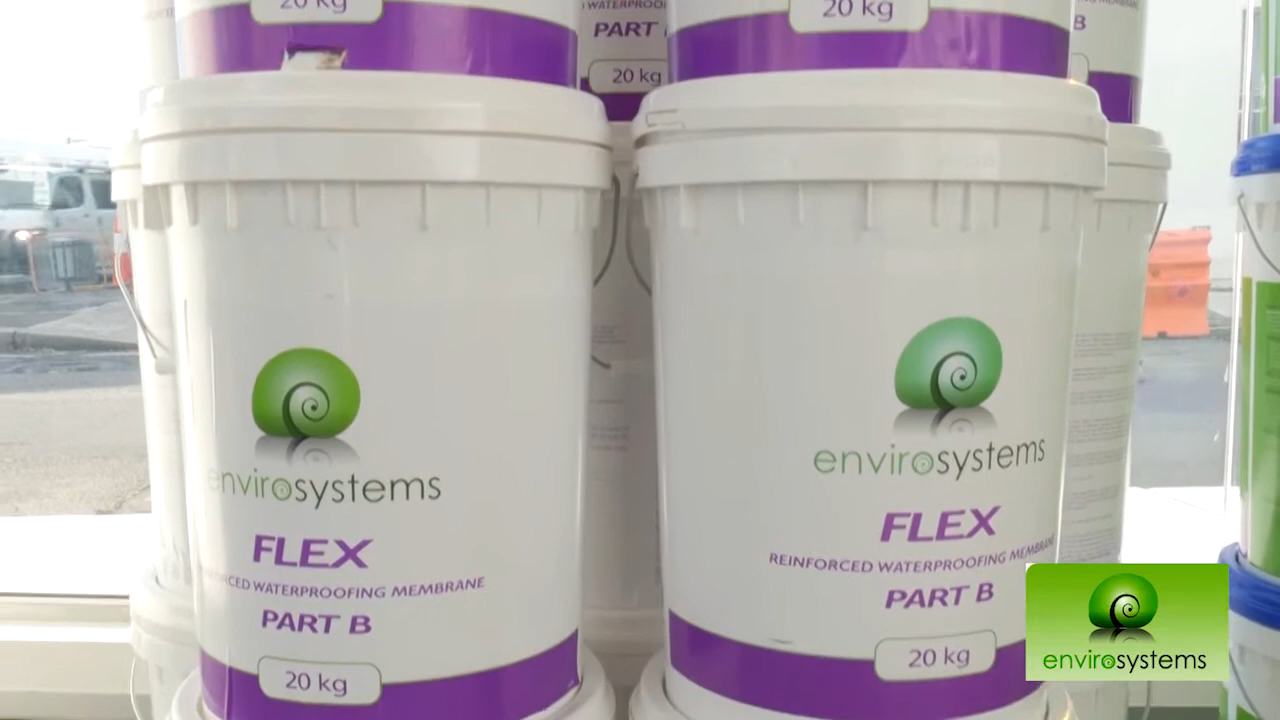 20 kg
WATERPROOF
PART
20 kg
20 kg
B
envirosystems
FLEX
RCED WATERPROOFING MEMBRANE
PART B
20 kg
envirosystems
FLEX
REINFORCED WATERPROOFING MEMBRANE
PART B
20 kg
envirosystems